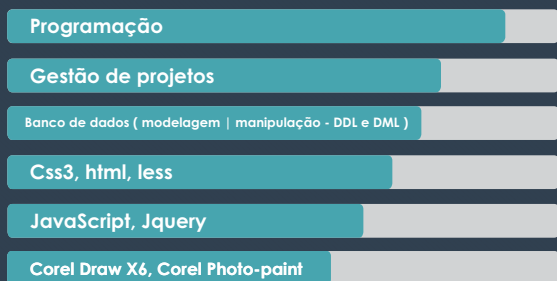 Programação
Gestão de projetos
Banco de dados ( modelagem | manipulação - DDL e DML )
Css3, html, less
JavaScript, Jquery
Corel Draw X6, Corel Photo-paint